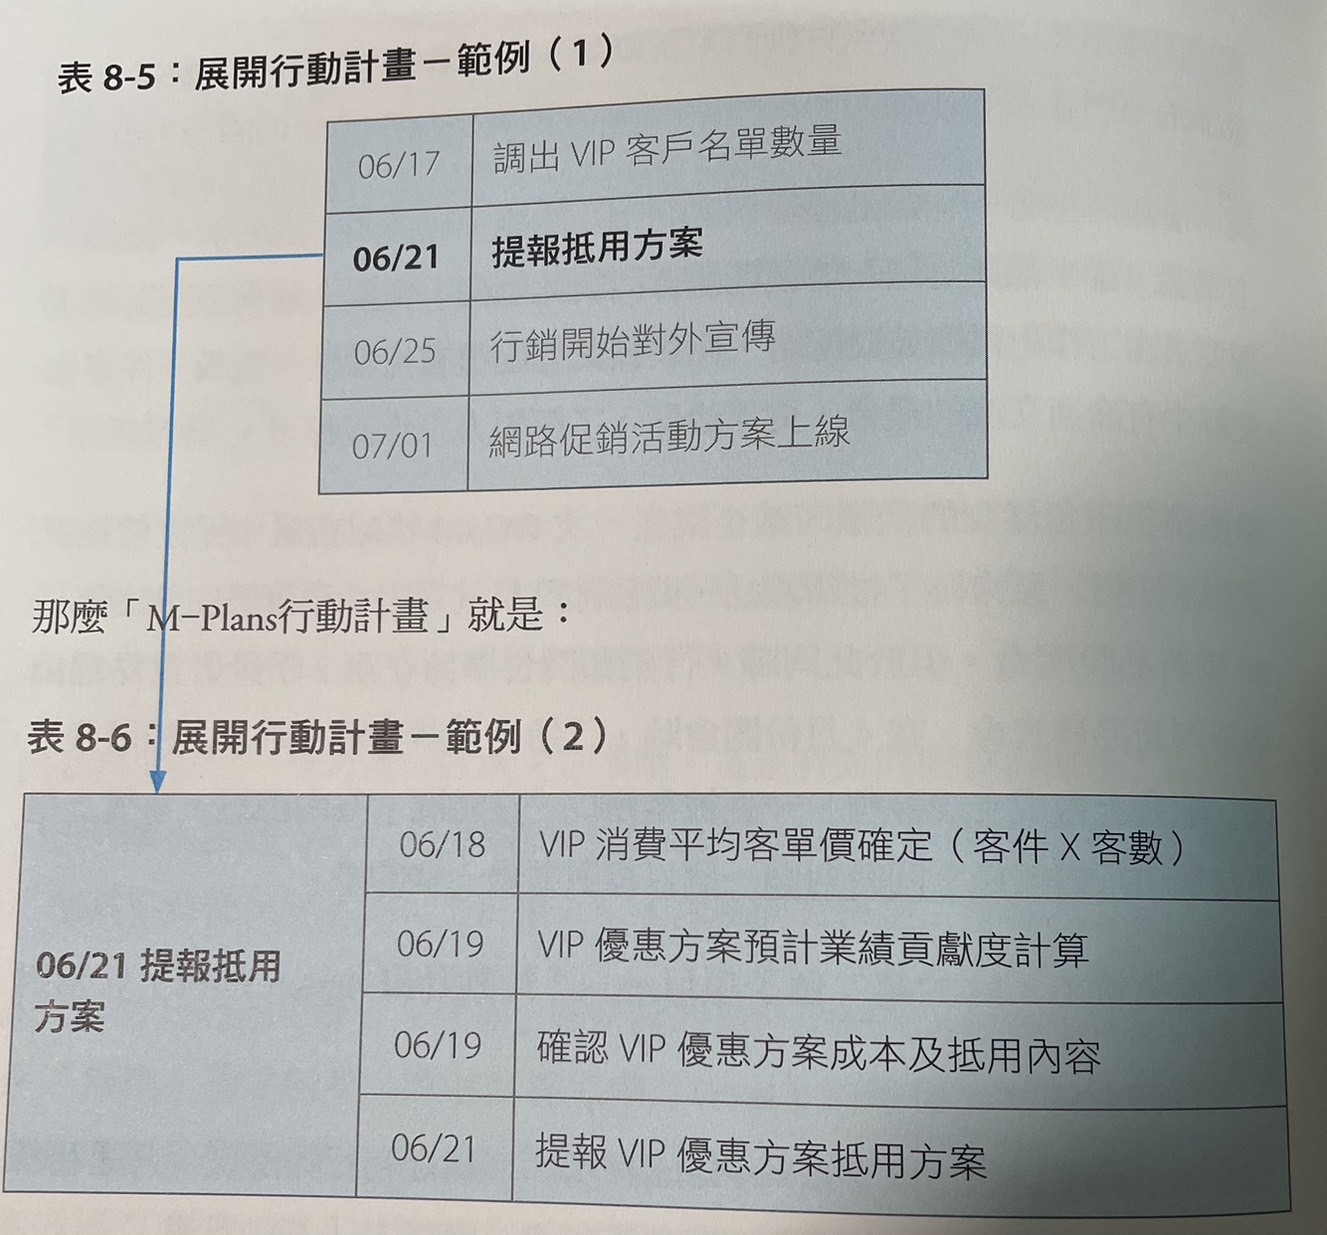 表 8-5：展開行動計畫－範例（1）
06/17 調出 VIP 客戶名單數量
06/21 提報抵用方案
06/25 行銷開始對外宣傳
07/01 網路促銷活動方案上線
那麼「M-Plans行動計畫」就是：
表 8-6：展開行動計畫－範例（2）
06/21 提報抵用
方案
06/18 VIP 消費平均客單價確定（客件 X 客數）
06/19 VIP 優惠方案預計業績貢獻度計算
06/19 確認 VIP 優惠方案成本及抵用內容
06/21 提報 VIP 優惠方案抵用方案